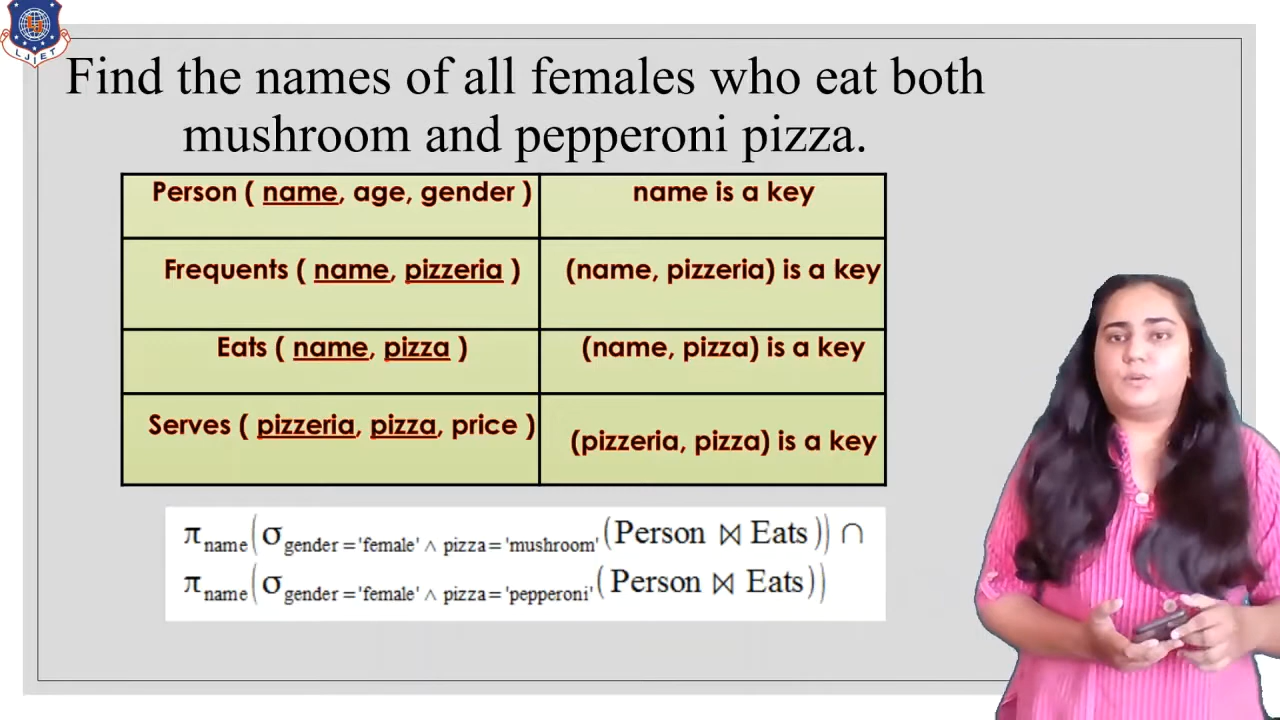 LJIET
Find the names of all females who eat both
mushroom and pepperoni pizza.
Person ( name, age, gender ) name is a key
Frequents ( name, pizzeria ) (name, pizzeria) is a key
Eats ( name, pizza ) (name, pizza) is a key
Serves ( pizzeria, pizza, price ) (pizzeria, pizza) is a key
π name (σ gender='female' ∧ pizza='mushroom' (Person ⋈ Eats )) ∩
π name (σ gender='female' ∧ pizza='pepperoni' ( Person ⋈ Eats))